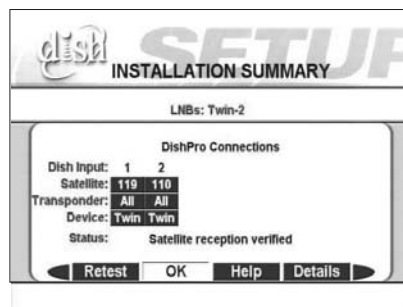 dish SETUP
INSTALLATION SUMMARY
LNBs: Twin-2
DishPro Connections
Dish Input: 1 2
Satellite: 119 110
Transponder: All All
Device: Twin Twin
Status: Satellite reception verified
Retest OK Help Details